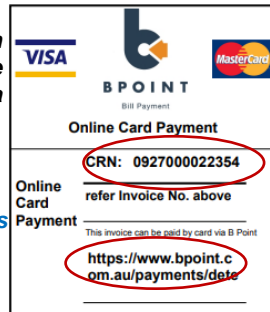 VISA
MasterCard
BPOINT
Bill Payment
Online Card Payment
CRN: 0927000022354
Online
Card
Payment
refer Invoice No. above
This invoice can be paid by card via B Point
https://www.bpoint.c
om.au/payments/dete